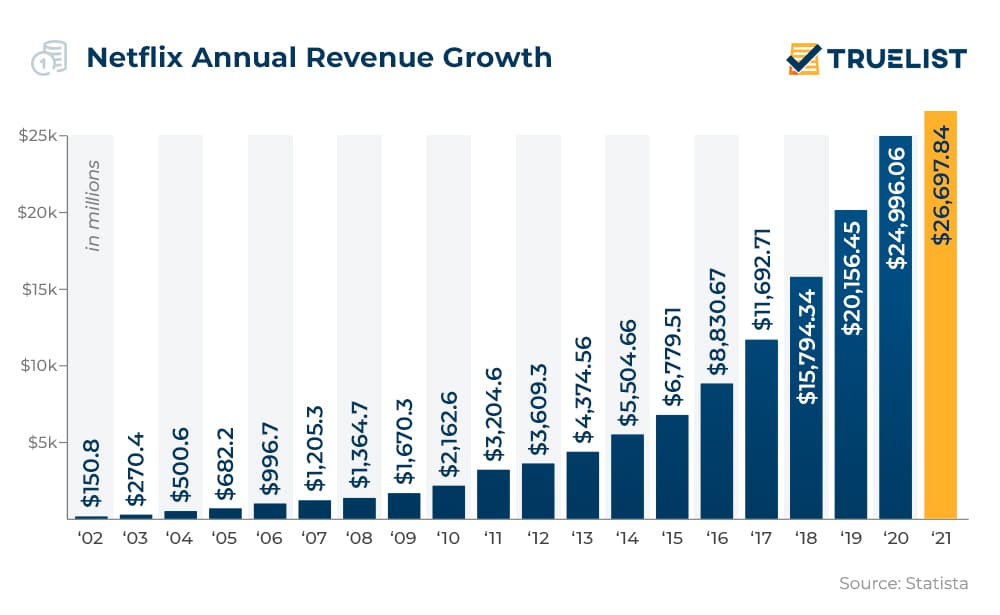 Netflix Annual Revenue Growth
TRUELIST
$25k
$20k
$15k
$10k
$5k
in millions
$150.8
$270.4
$500.6
$682.2
$996.7
$1,205.3
$1,364.7
$1,670.3
$2,162.6
$3,204.6
$3,609.3
$4,374.56
$5,504.66
$6,779.51
$8,830.67
$11,692.71
$15,794.34
$20,156.45
$24,996.06
$26,697.84
‘02 ‘03 ‘04 ‘05 ‘06 ‘07 ‘08 ‘09 ‘10 ‘11 ‘12 ‘13 ‘14 ‘15 ‘16 ‘17 ‘18 ‘19 ‘20 ‘21
Source: Statista